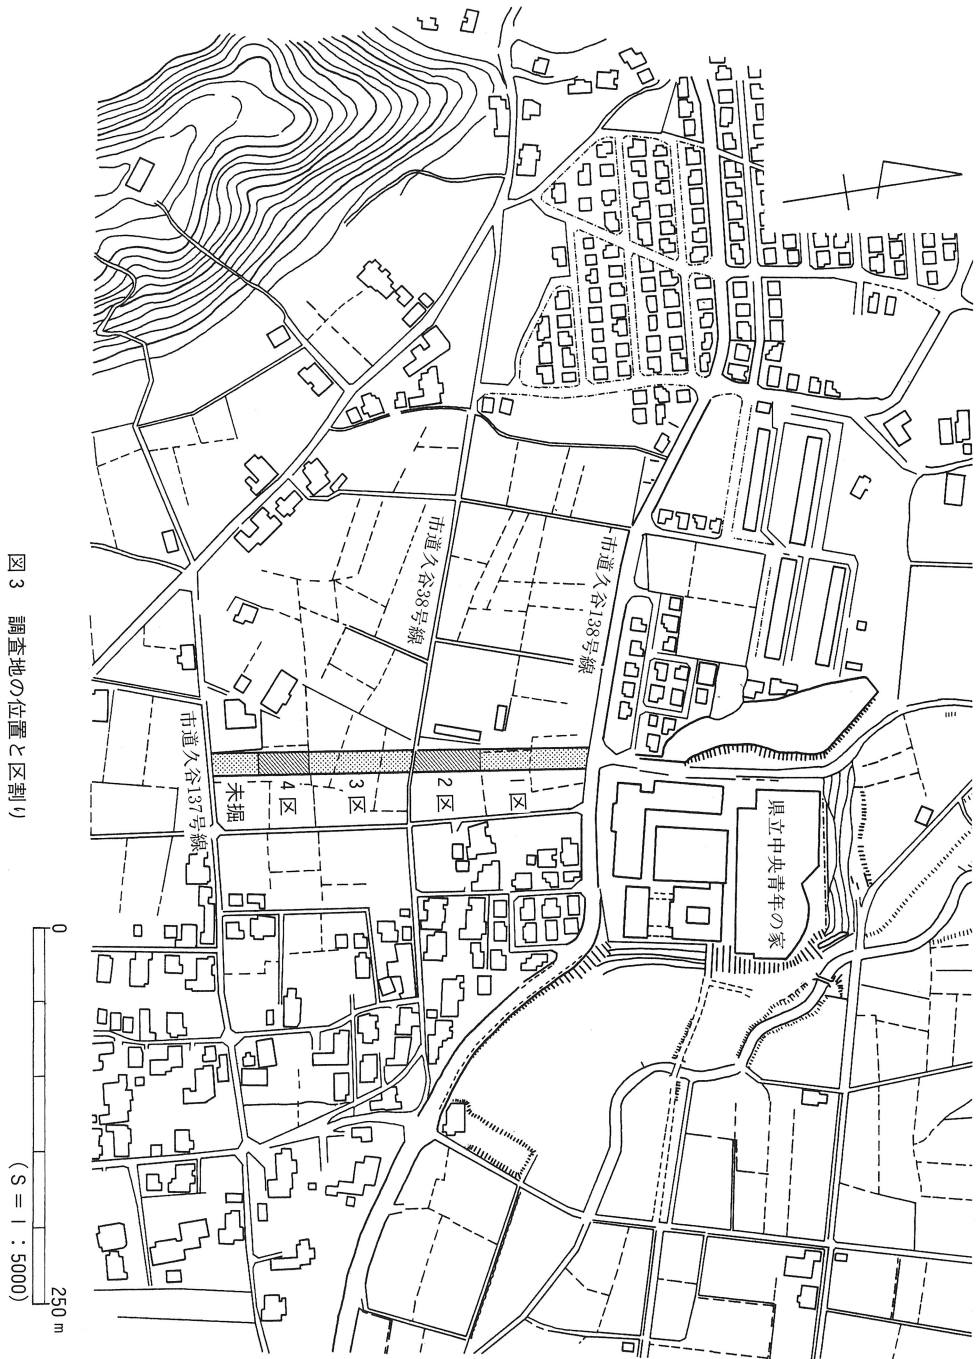 県立中央青年の家
市道久谷138号線
市道久谷38号線
市道久谷137号線
1区
2区
3区
4区
未掘
図3 調査地の位置と区割り
0
250m
(S=1:5000)